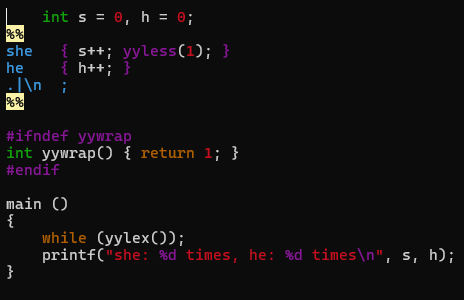 int s = 0, h = 0;
%%
she   { s++; yyless(1); }
he    { h++; }
.|\n  ;
%%

#ifndef yywrap
int yywrap() { return 1; }
#endif

main ()
{
    while (yylex());
    printf("she: %d times, he: %d times\n", s, h);
}